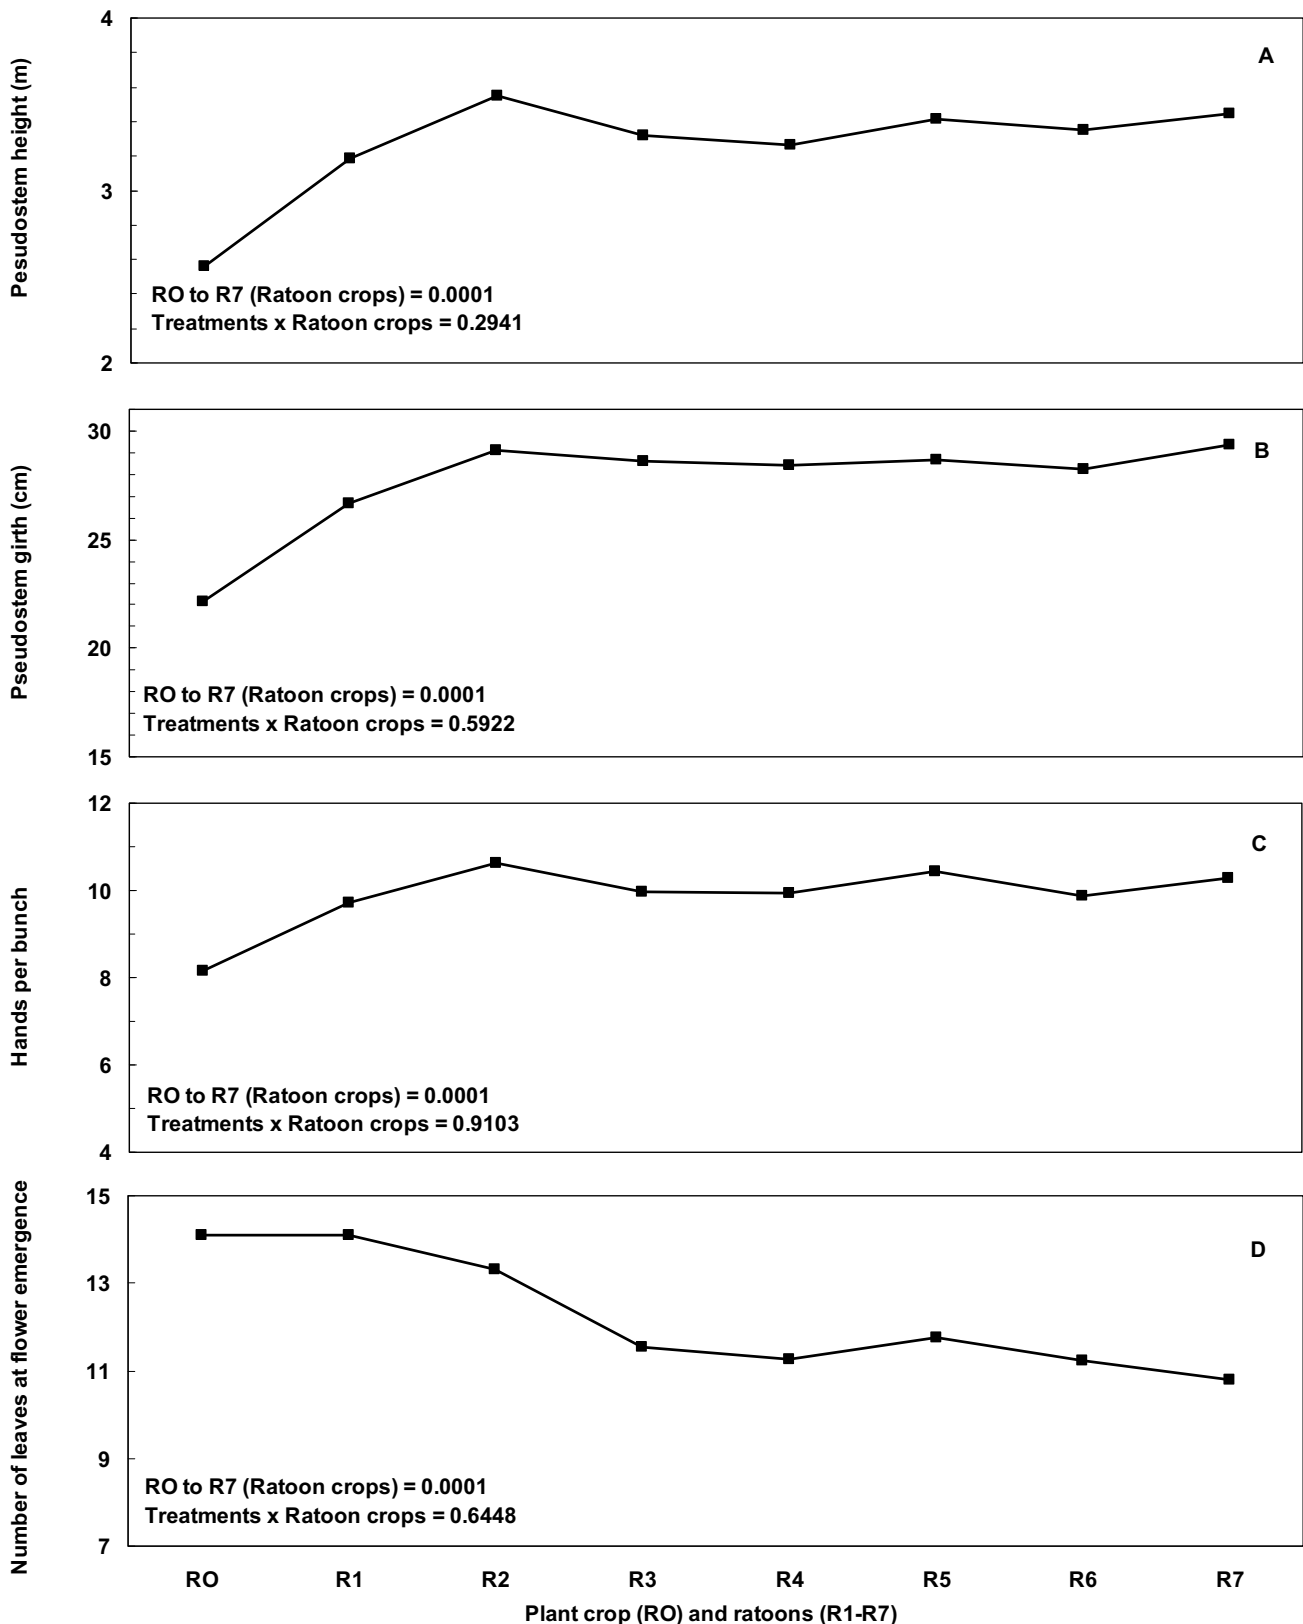 4
A
Pesudostem height (m)
3
RO to R7 (Ratoon crops) = 0.0001
Treatments x Ratoon crops = 0.2941
2
30
B
Pseudostem girth (cm)
25
20
RO to R7 (Ratoon crops) = 0.0001
Treatments x Ratoon crops = 0.5922
15
12
C
10
Hands per bunch
8
6
RO to R7 (Ratoon crops) = 0.0001
Treatments x Ratoon crops = 0.9103
4
15
D
Number of leaves at flower emergence
13
11
9
RO to R7 (Ratoon crops) = 0.0001
Treatments x Ratoon crops = 0.6448
7
RO R1 R2 R3 R4 R5 R6 R7
Plant crop (RO) and ratoons (R1-R7)